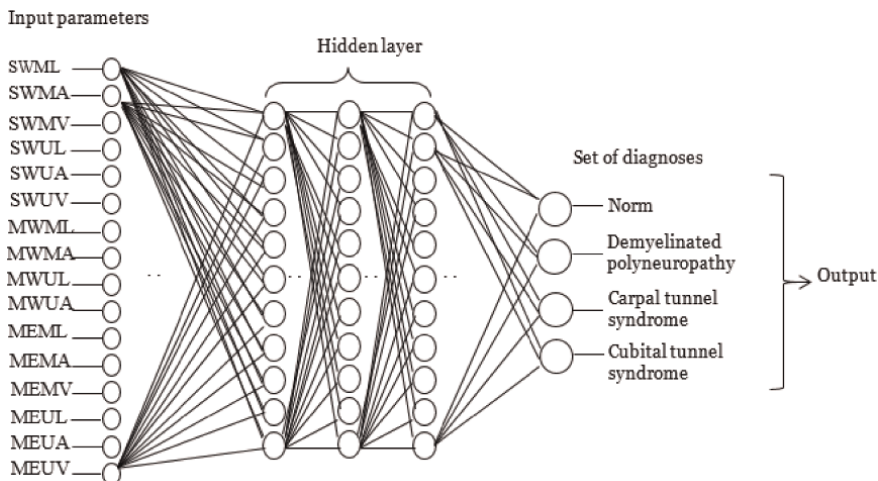 Input parameters
Hidden layer
SWML
SWMA
SWMV
SWUL
SWUA
SWUV
MWML
MWMA
MWUL
MWUA
MEML
MEMA
MEMV
MEUL
MEUA
MEUV
Set of diagnoses
Norm
Demyelinated
polyneuropathy
Carpal tunnel
syndrome
Cubital tunnel
syndrome
Output